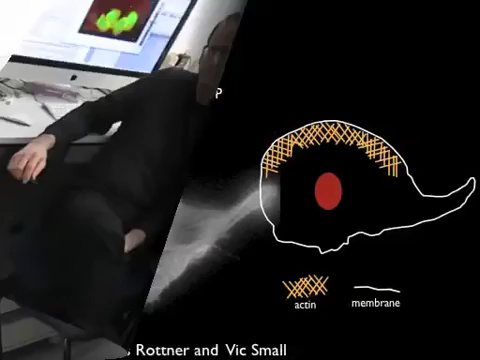 P
actin
membrane
Rottner and Vic Small